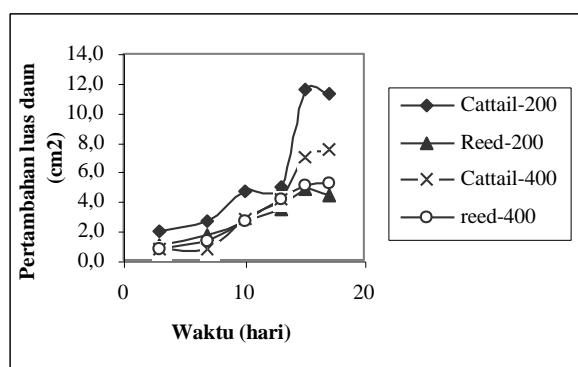 Pertambahan luas daun
(cm2)
14,0
12,0
10,0
8,0
6,0
4,0
2,0
0,0
0
10
20
Waktu (hari)
Cattail-200
Reed-200
Cattail-400
reed-400